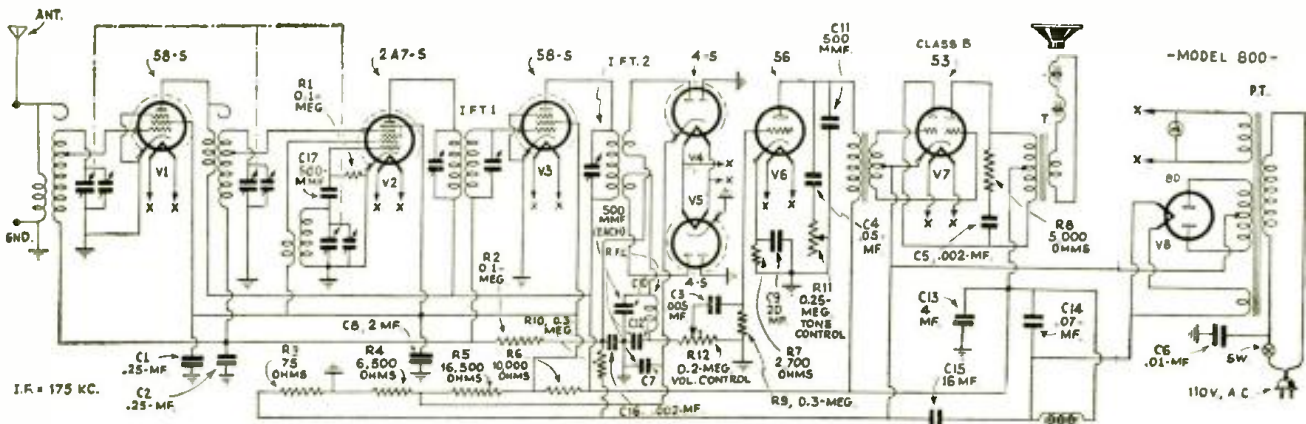 ANT.
58-S
2A7-S
58-S
I.F.T.2
4-S
56
C11
500
MMF.
CLASS B
53
-MODEL 800-
P.T.
R1
0.1-
MEG
I.F.T.1
T
C17
500-
MMF
V1
V2
V3
V4
V5
V6
V7
80
V8
X X
X X
X X
X
X
X X
X X
X
X
GND.
500
MMF
(EACH)
R.F.C.
4-S
C4
.05-
MF
R8
5,000
OHMS
C5, .002-MF.
R2
0.1-
MEG
C10
C3
.005
MF
C9
20
MF.
R11
0.25-
MEG
TONE
CONTROL
C13
4
MF.
C14
.07-
MF.
R10, 0.3
MEG
C12
C8, 2 MF.
R7
2,700
OHMS
C6
.01-MF
SW
C1
.25-MF
R3
75
OHMS
R4
6,500
OHMS
R5
16,500
OHMS
R6
10,000
OHMS
C7
R12
0.2-MEG
VOL. CONTROL
C15
16 MF
I.F. = 175 KC.
C2
.25-MF
C16 .002-MF
R9, 0.3-MEG
110V, A.C.